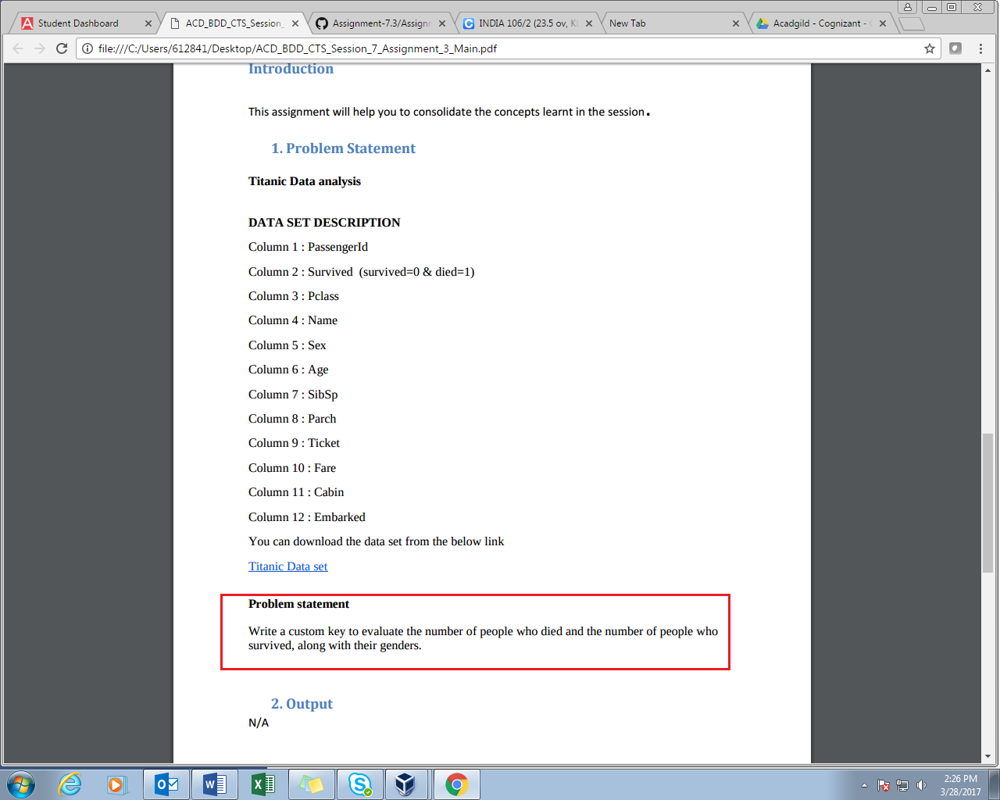 Student Dashboard
ACD_BDD_CTS_Session_
Assignment-7.3/Assign
INDIA 106/2 (23.5 ov, KL
New Tab
Acadgild - Cognizant -
file:///C:/Users/612841/Desktop/ACD_BDD_CTS_Session_7_Assignment_3_Main.pdf
Introduction
This assignment will help you to consolidate the concepts learnt in the session.
1. Problem Statement
Titanic Data analysis
DATA SET DESCRIPTION
Column 1 : PassengerId
Column 2 : Survived (survived=0 & died=1)
Column 3 : Pclass
Column 4 : Name
Column 5 : Sex
Column 6 : Age
Column 7 : SibSp
Column 8 : Parch
Column 9 : Ticket
Column 10 : Fare
Column 11 : Cabin
Column 12 : Embarked
You can download the data set from the below link
Titanic Data set
Problem statement
Write a custom key to evaluate the number of people who died and the number of people who
survived, along with their genders.
2. Output
N/A
2:26 PM
3/28/2017